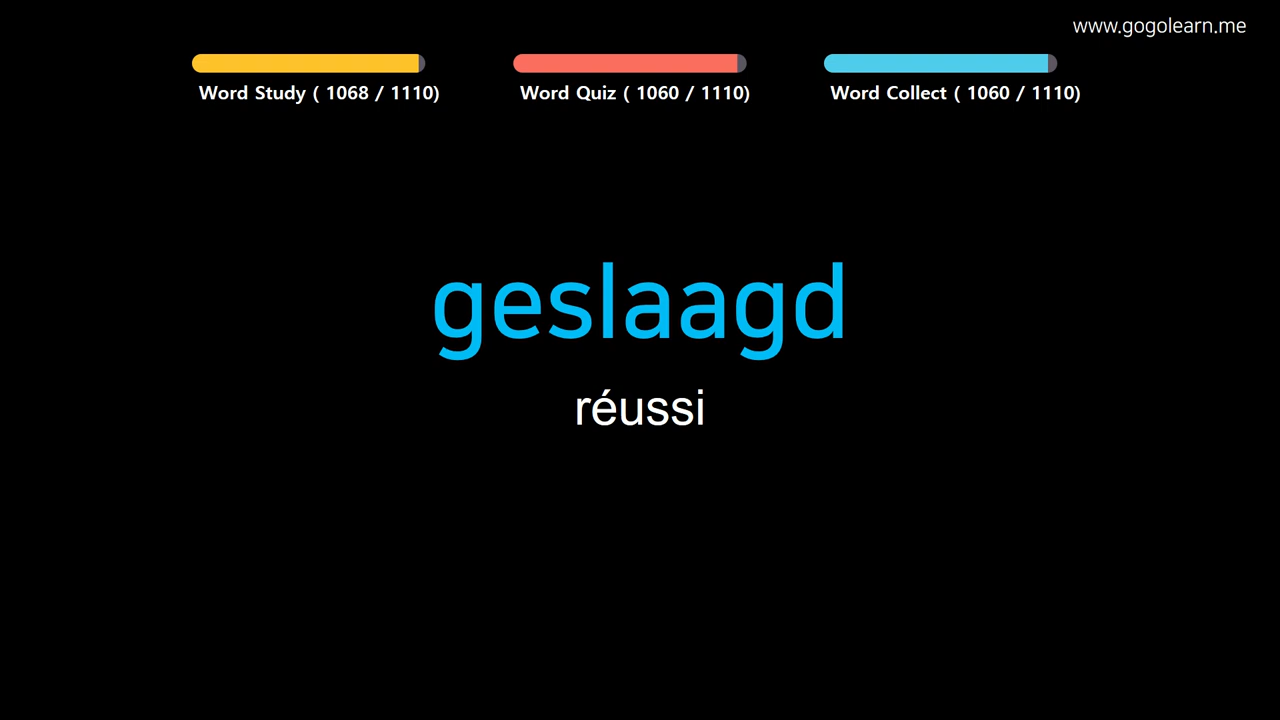 www.gogolearn.me
Word Study ( 1068 / 1110)
Word Quiz ( 1060 / 1110)
Word Collect ( 1060 / 1110)
geslaagd
réussi